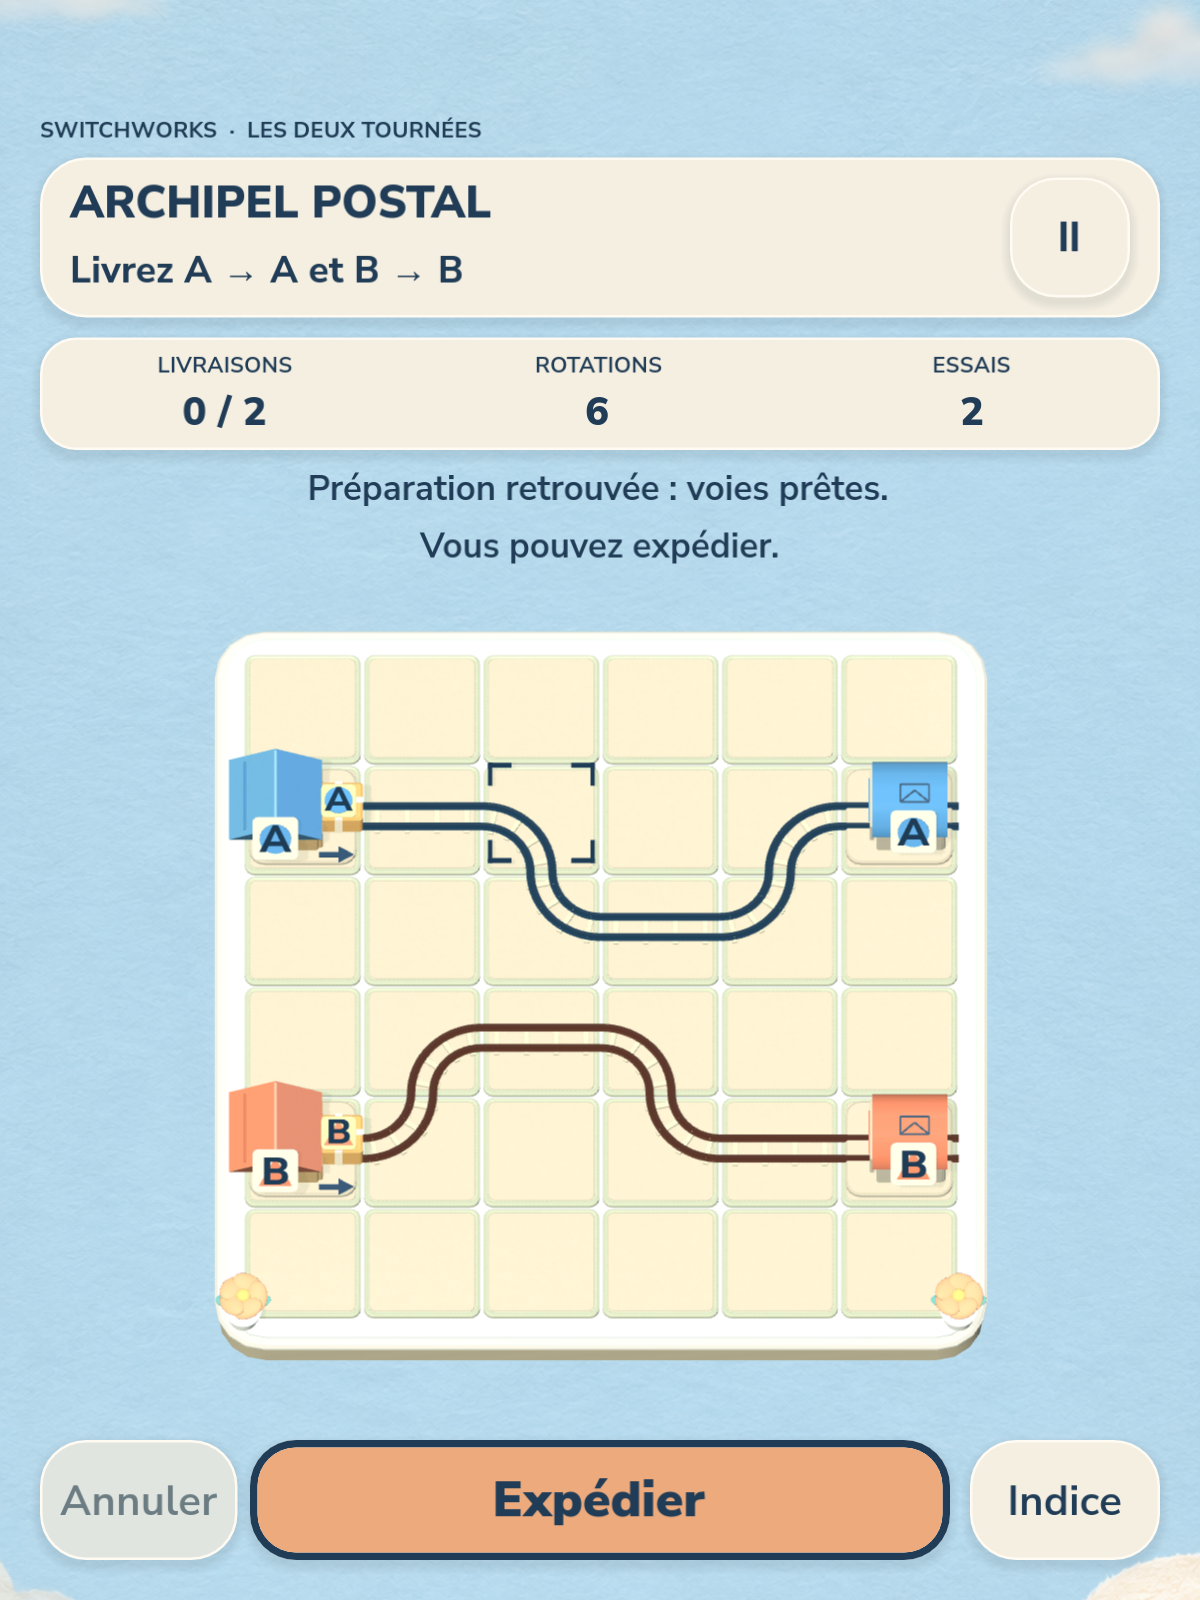 SWITCHWORKS · LES DEUX TOURNÉES
ARCHIPEL POSTAL
Livrez A → A et B → B
LIVRAISONS
0 / 2
ROTATIONS
6
ESSAIS
2
Préparation retrouvée : voies prêtes.
Vous pouvez expédier.
A
A
A
B
B
B
Annuler
Expédier
Indice